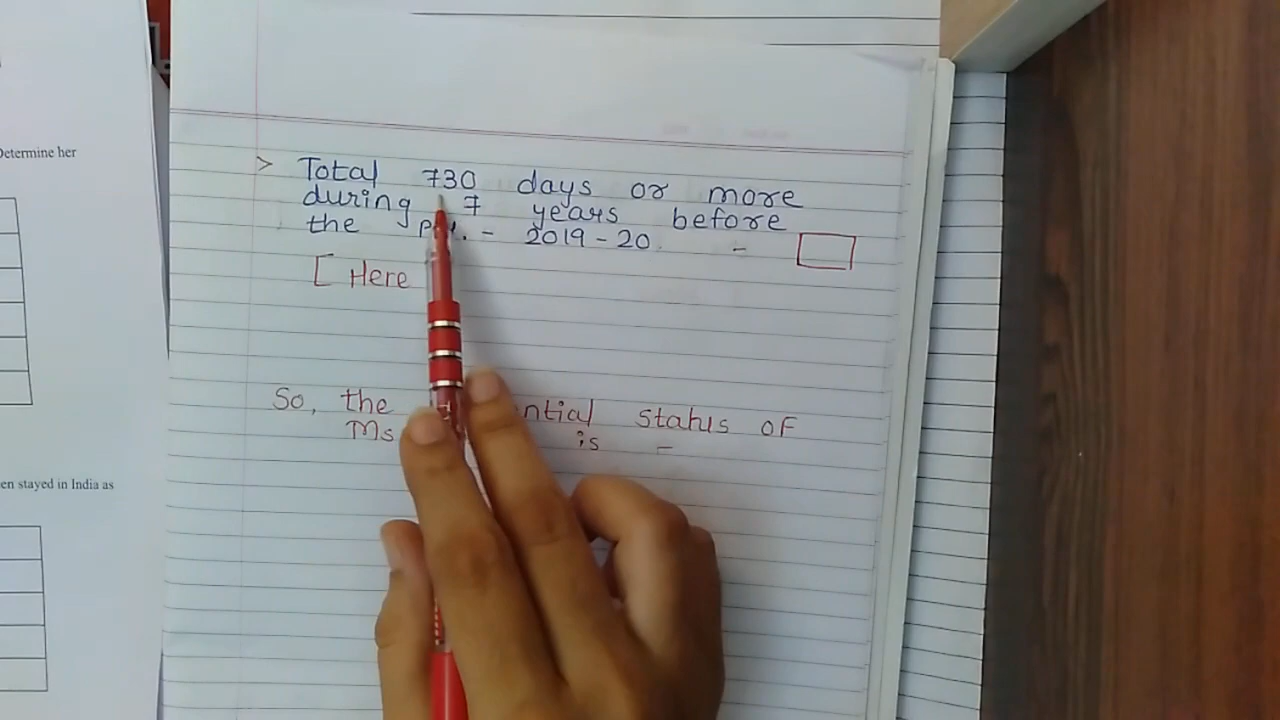 Determine her
en stayed in India as
> Total 730 days or more
during 7 years before
the - 2019-20. -
[ Here
So, the ntial status of
Ms is -